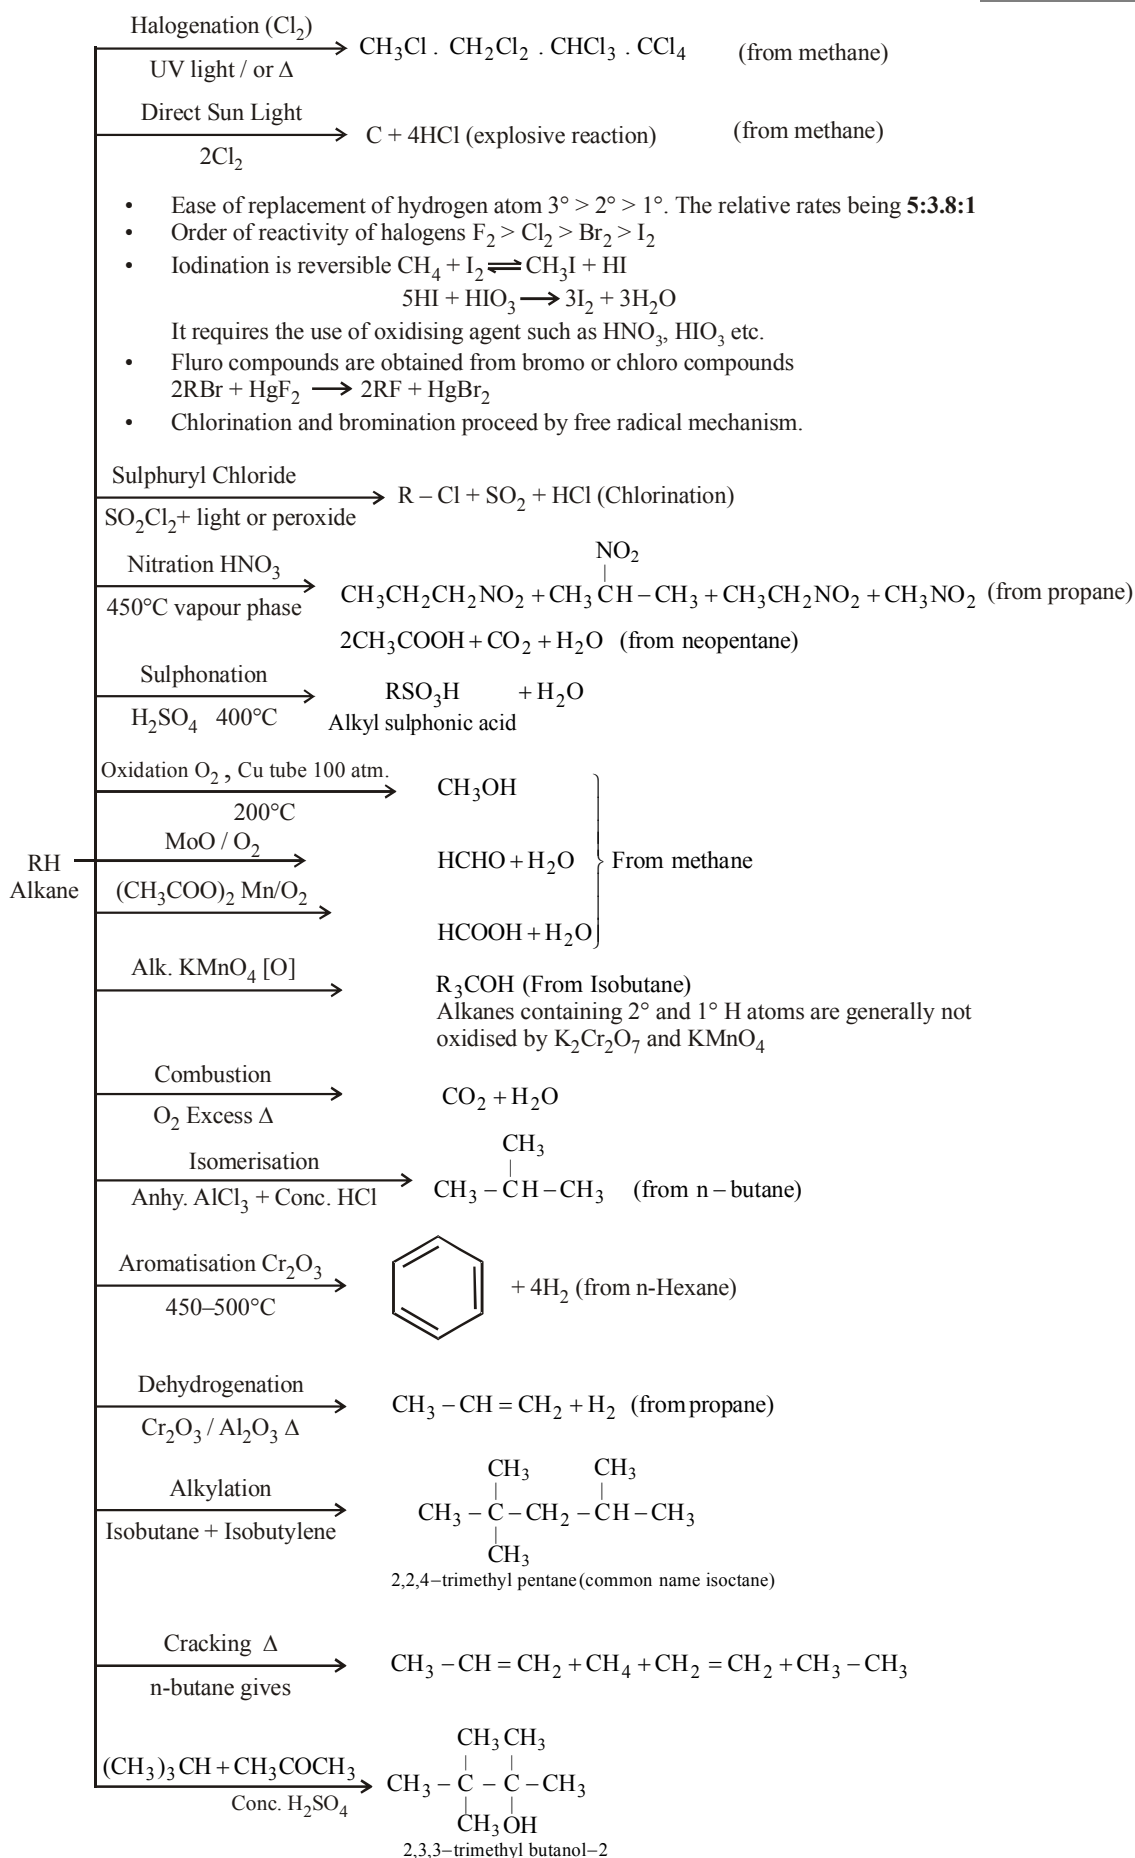 Halogenation (Cl₂)
UV light / or Δ
CH₃Cl . CH₂Cl₂ . CHCl₃ . CCl₄ (from methane)
Direct Sun Light
2Cl₂
C + 4HCl (explosive reaction) (from methane)
• Ease of replacement of hydrogen atom 3° > 2° > 1°. The relative rates being 5:3.8:1
• Order of reactivity of halogens F₂ > Cl₂ > Br₂ > I₂
• Iodination is reversible CH₄ + I₂ ⇌ CH₃I + HI
5HI + HIO₃ ⟶ 3I₂ + 3H₂O
It requires the use of oxidising agent such as HNO₃, HIO₃ etc.
• Fluro compounds are obtained from bromo or chloro compounds
2RBr + HgF₂ ⟶ 2RF + HgBr₂
• Chlorination and bromination proceed by free radical mechanism.
Sulphuryl Chloride
SO₂Cl₂+ light or peroxide
R – Cl + SO₂ + HCl (Chlorination)
Nitration HNO₃
450°C vapour phase
NO₂
|
CH₃CH₂CH₂NO₂ + CH₃ CH – CH₃ + CH₃CH₂NO₂ + CH₃NO₂ (from propane)
2CH₃COOH + CO₂ + H₂O (from neopentane)
Sulphonation
H₂SO₄ 400°C
RSO₃H + H₂O
Alkyl sulphonic acid
Oxidation O₂ , Cu tube 100 atm.
200°C
CH₃OH
MoO / O₂
HCHO + H₂O
From methane
RH
Alkane
(CH₃COO)₂ Mn/O₂
HCOOH + H₂O
Alk. KMnO₄ [O]
R₃COH (From Isobutane)
Alkanes containing 2° and 1° H atoms are generally not
oxidised by K₂Cr₂O₇ and KMnO₄
Combustion
O₂ Excess Δ
CO₂ + H₂O
Isomerisation
Anhy. AlCl₃ + Conc. HCl
CH₃
|
CH₃ – CH – CH₃ (from n – butane)
Aromatisation Cr₂O₃
450–500°C
+ 4H₂ (from n-Hexane)
Dehydrogenation
Cr₂O₃ / Al₂O₃ Δ
CH₃ – CH = CH₂ + H₂ (from propane)
Alkylation
Isobutane + Isobutylene
CH₃ CH₃
| |
CH₃ – C – CH₂ – CH – CH₃
|
CH₃
2,2,4–trimethyl pentane (common name isoctane)
Cracking Δ
n-butane gives
CH₃ – CH = CH₂ + CH₄ + CH₂ = CH₂ + CH₃ – CH₃
(CH₃)₃ CH + CH₃COCH₃
Conc. H₂SO₄
CH₃ CH₃
| |
CH₃ – C – C – CH₃
| |
CH₃ OH
2,3,3–trimethyl butanol–2